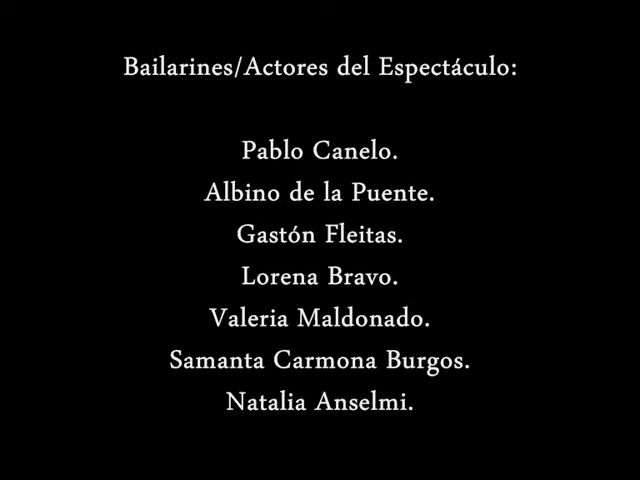 Bailarines/Actores del Espectáculo:
Pablo Canelo.
Albino de la Puente.
Gastón Fleitas.
Lorena Bravo.
Valeria Maldonado.
Samanta Carmona Burgos.
Natalia Anselmi.